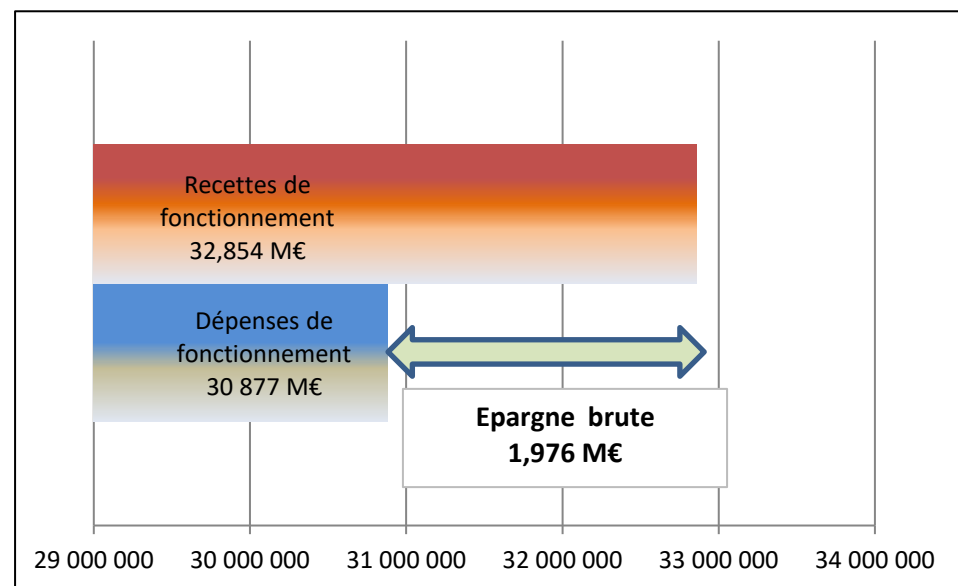 Recettes de
fonctionnement
32,854 M€
Dépenses de
fonctionnement
30 877 M€
Epargne brute
1,976 M€
29 000 000 30 000 000 31 000 000 32 000 000 33 000 000 34 000 000